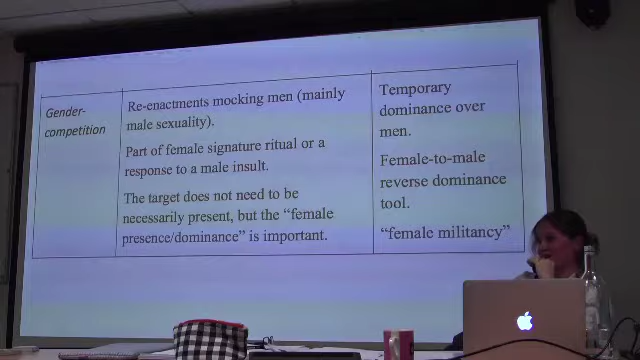 Gender-
competition
Re-enactments mocking men (mainly
male sexuality).
Part of female signature ritual or a
response to a male insult.
The target does not need to be
necessarily present, but the “female
presence/dominance” is important.
Temporary
dominance over
men.
Female-to-male
reverse dominance
tool.
“female militancy”